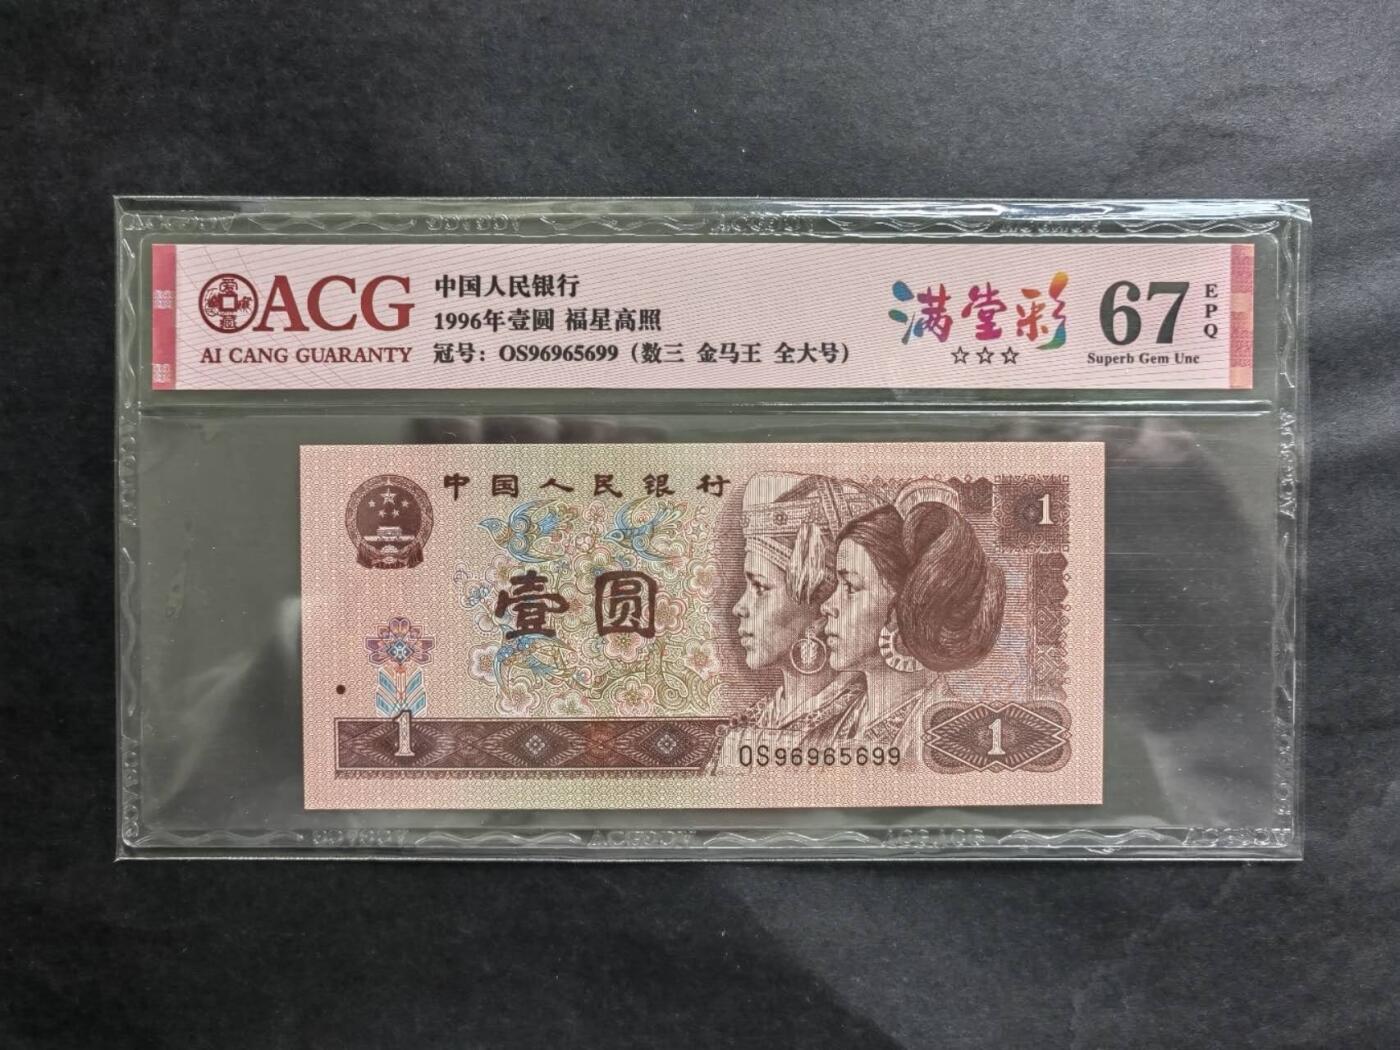 ACG
AI CANG GUARANTY
中国人民银行
1996年壹圆 福星高照
冠号：OS96965699（数三 金马王 全大号）
满堂彩
☆☆☆
67
EPQ
Superb Gem Unc
中国人民银行
1
壹圆
1
OS96965699
1